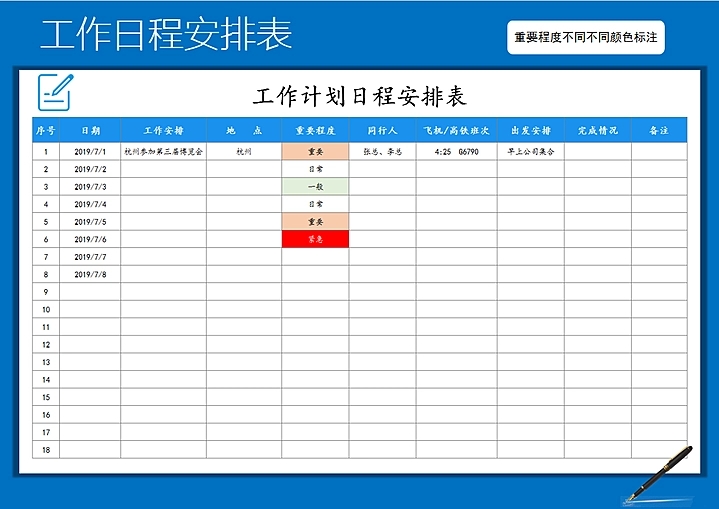 工作日程安排表
重要程度不同不同颜色标注
工作计划日程安排表
序号 日期 工作安排 地 点 重要程度 同行人 飞机/高铁班次 出发安排 完成情况 备注
1 2019/7/1 杭州参加第三届博览会 杭州 重要 张总、李总 4:25 G6790 早上公司集合
2 2019/7/2 日常
3 2019/7/3 一般
4 2019/7/4 日常
5 2019/7/5 重要
6 2019/7/6 紧急
7 2019/7/7
8 2019/7/8
9
10
11
12
13
14
15
16
17
18